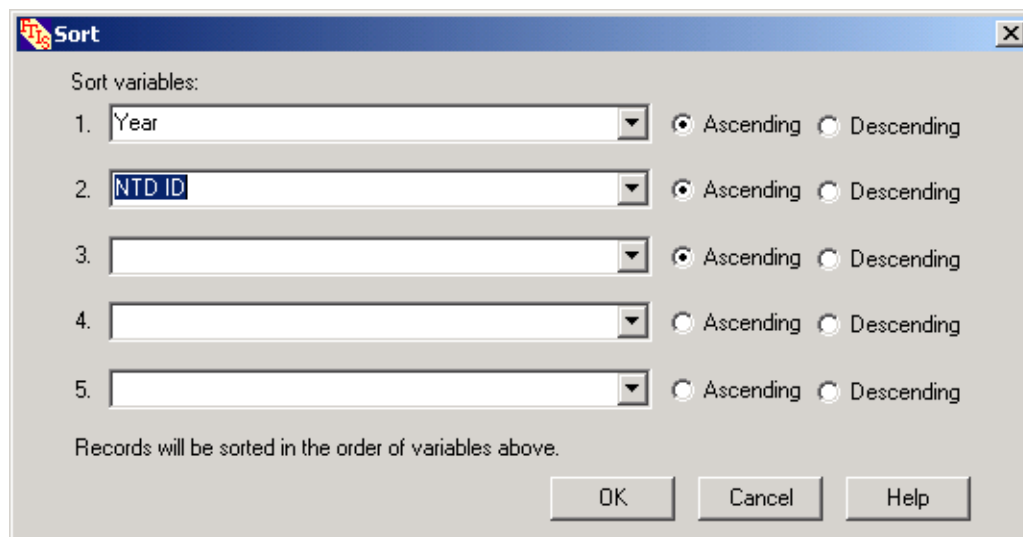 FTIS Sort
Sort variables:
1. Year Ascending Descending
2. NTD ID Ascending Descending
3. Ascending Descending
4. Ascending Descending
5. Ascending Descending
Records will be sorted in the order of variables above.
OK Cancel Help